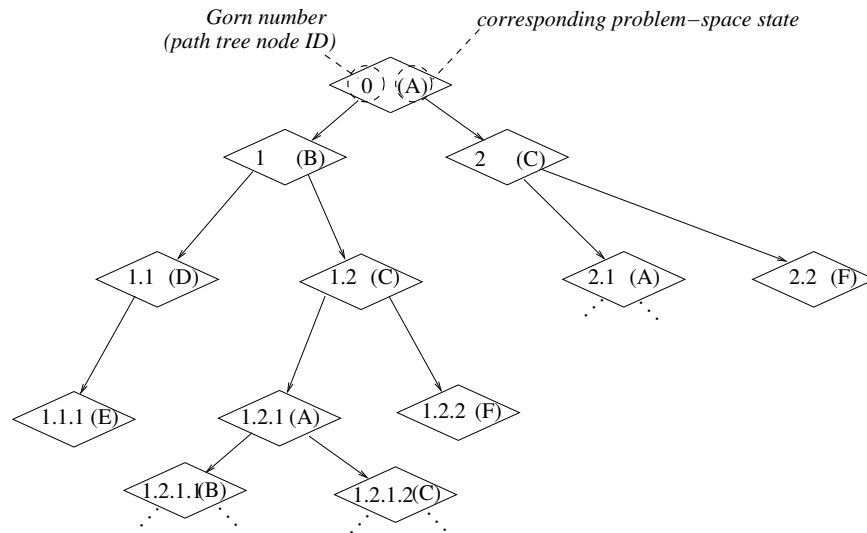 Gorn number
(path tree node ID)
corresponding problem−space state
0 (A)
1 (B)
2 (C)
1.1 (D)
1.2 (C)
2.1 (A)
2.2 (F)
1.1.1 (E)
1.2.1 (A)
1.2.2 (F)
1.2.1.1(B)
1.2.1.2(C)